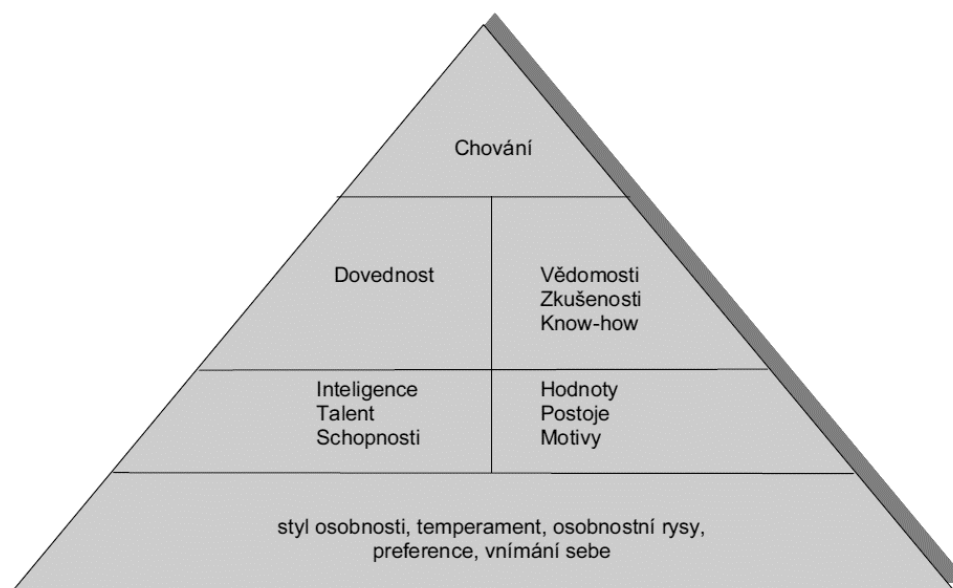 Chování
Dovednost
Vědomosti
Zkušenosti
Know-how
Inteligence
Talent
Schopnosti
Hodnoty
Postoje
Motivy
styl osobnosti, temperament, osobnostní rysy,
preference, vnímání sebe